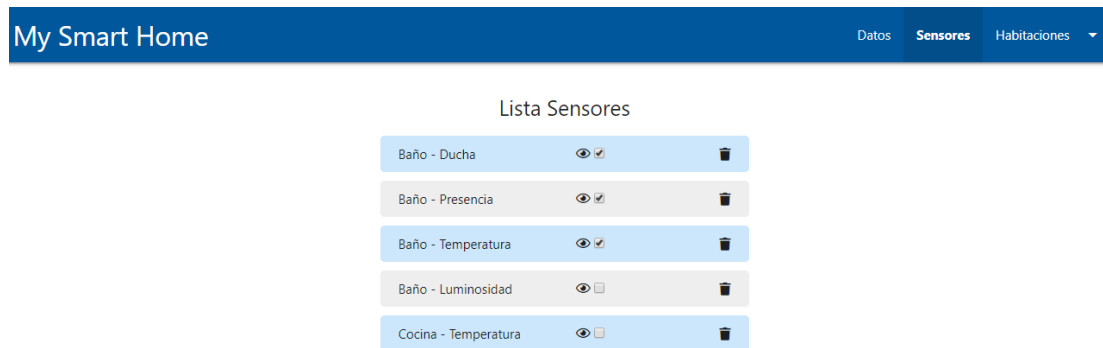 My Smart Home Datos Sensores Habitaciones
Lista Sensores
Baño - Ducha
Baño - Presencia
Baño - Temperatura
Baño - Luminosidad
Cocina - Temperatura